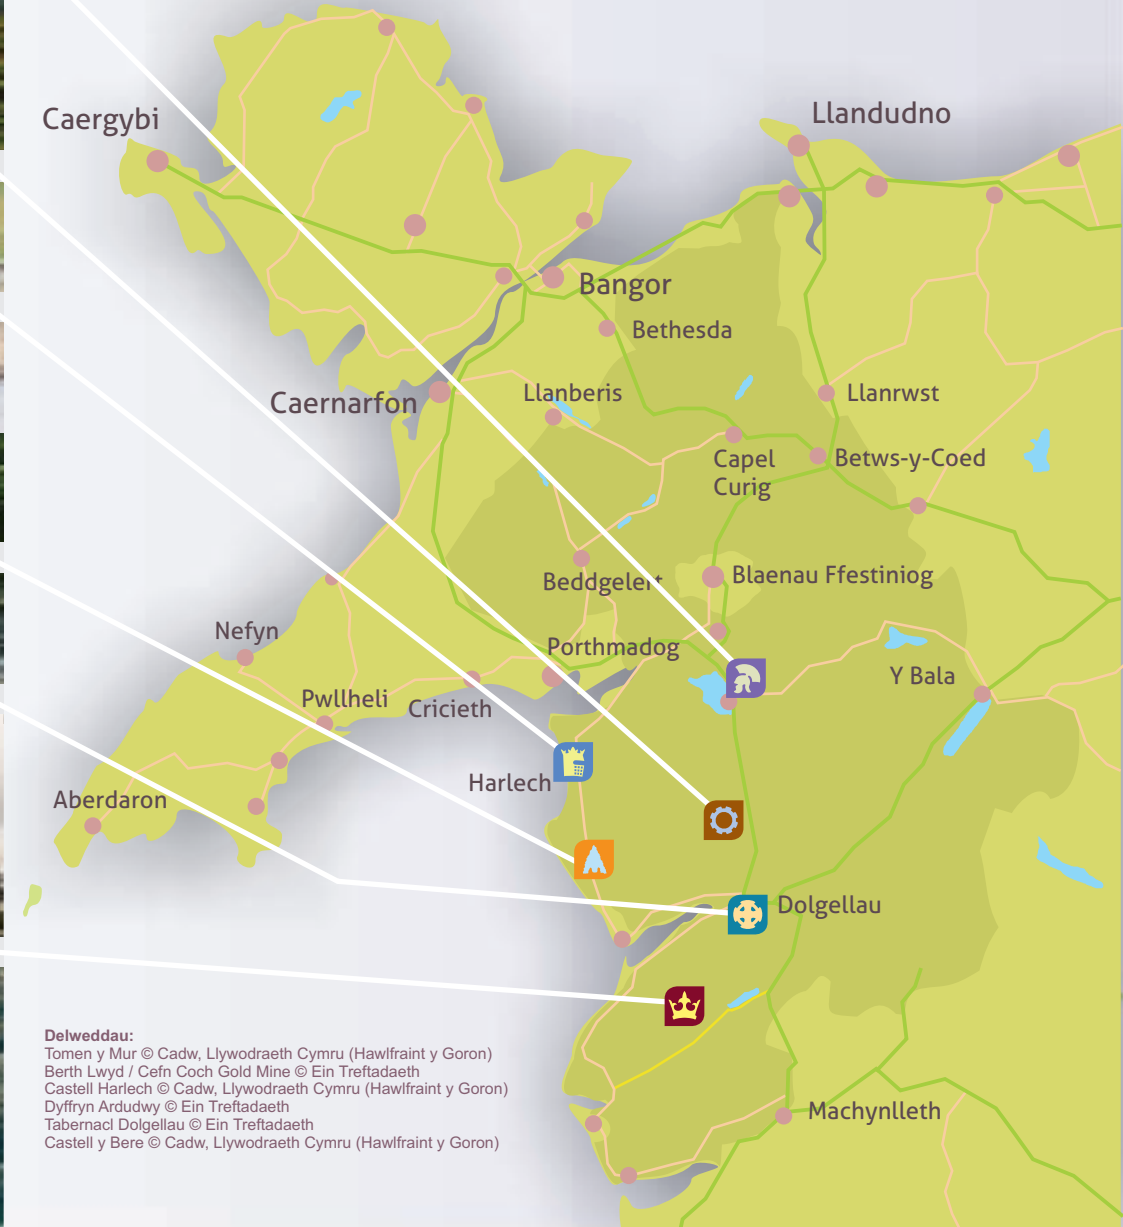 Caergybi
Llandudno
Bangor
Bethesda
Caernarfon
Llanberis
Llanrwst
Capel
Curig
Betws-y-Coed
Beddgelert
Blaenau Ffestiniog
Nefyn
Porthmadog
Y Bala
Pwllheli
Cricieth
Harlech
Aberdaron
Dolgellau
Machynlleth
Delweddau:
Tomen y Mur © Cadw, Llywodraeth Cymru (Hawlfraint y Goron)
Berth Lwyd / Cefn Coch Gold Mine © Ein Treftadaeth
Castell Harlech © Cadw, Llywodraeth Cymru (Hawlfraint y Goron)
Dyffryn Ardudwy © Ein Treftadaeth
Tabernacl Dolgellau © Ein Treftadaeth
Castell y Bere © Cadw, Llywodraeth Cymru (Hawlfraint y Goron)